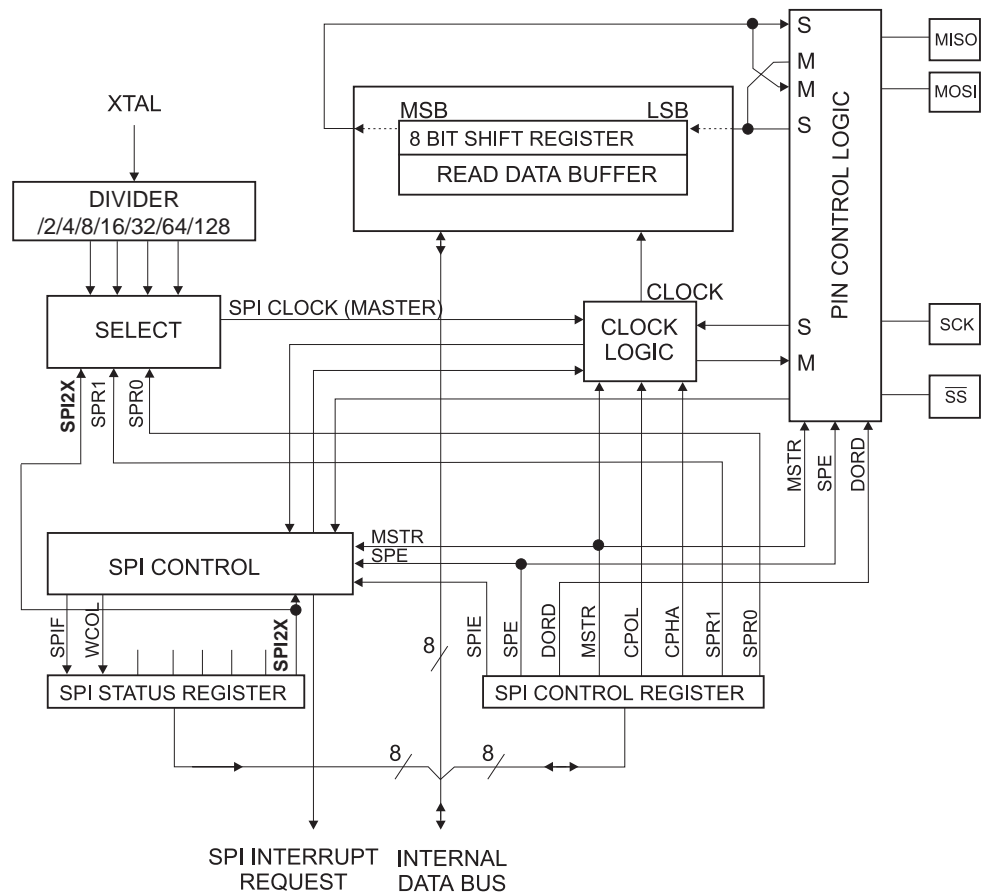 S
MISO
M
XTAL
M
MOSI
MSB
LSB
S
8 BIT SHIFT REGISTER
READ DATA BUFFER
PIN CONTROL LOGIC
DIVIDER
/2/4/8/16/32/64/128
SPI CLOCK (MASTER)
CLOCK
SELECT
CLOCK
LOGIC
S
SCK
M
SPI2X
SPR1
SPR0
SS
MSTR
SPE
DORD
MSTR
SPE
SPI CONTROL
SPIF
WCOL
SPI2X
8
SPIE
SPE
DORD
MSTR
CPOL
CPHA
SPR1
SPR0
SPI STATUS REGISTER
SPI CONTROL REGISTER
8
8
SPI INTERRUPT
REQUEST
INTERNAL
DATA BUS